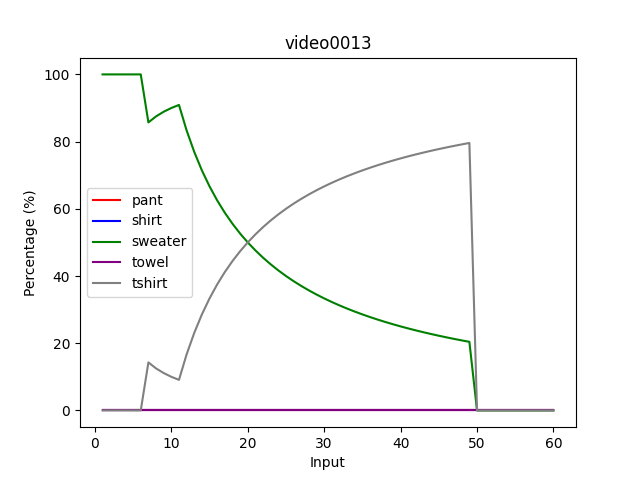 video0013
100
80
60
40
20
0
Percentage (%)
pant
shirt
sweater
towel
tshirt
0 10 20 30 40 50 60
Input